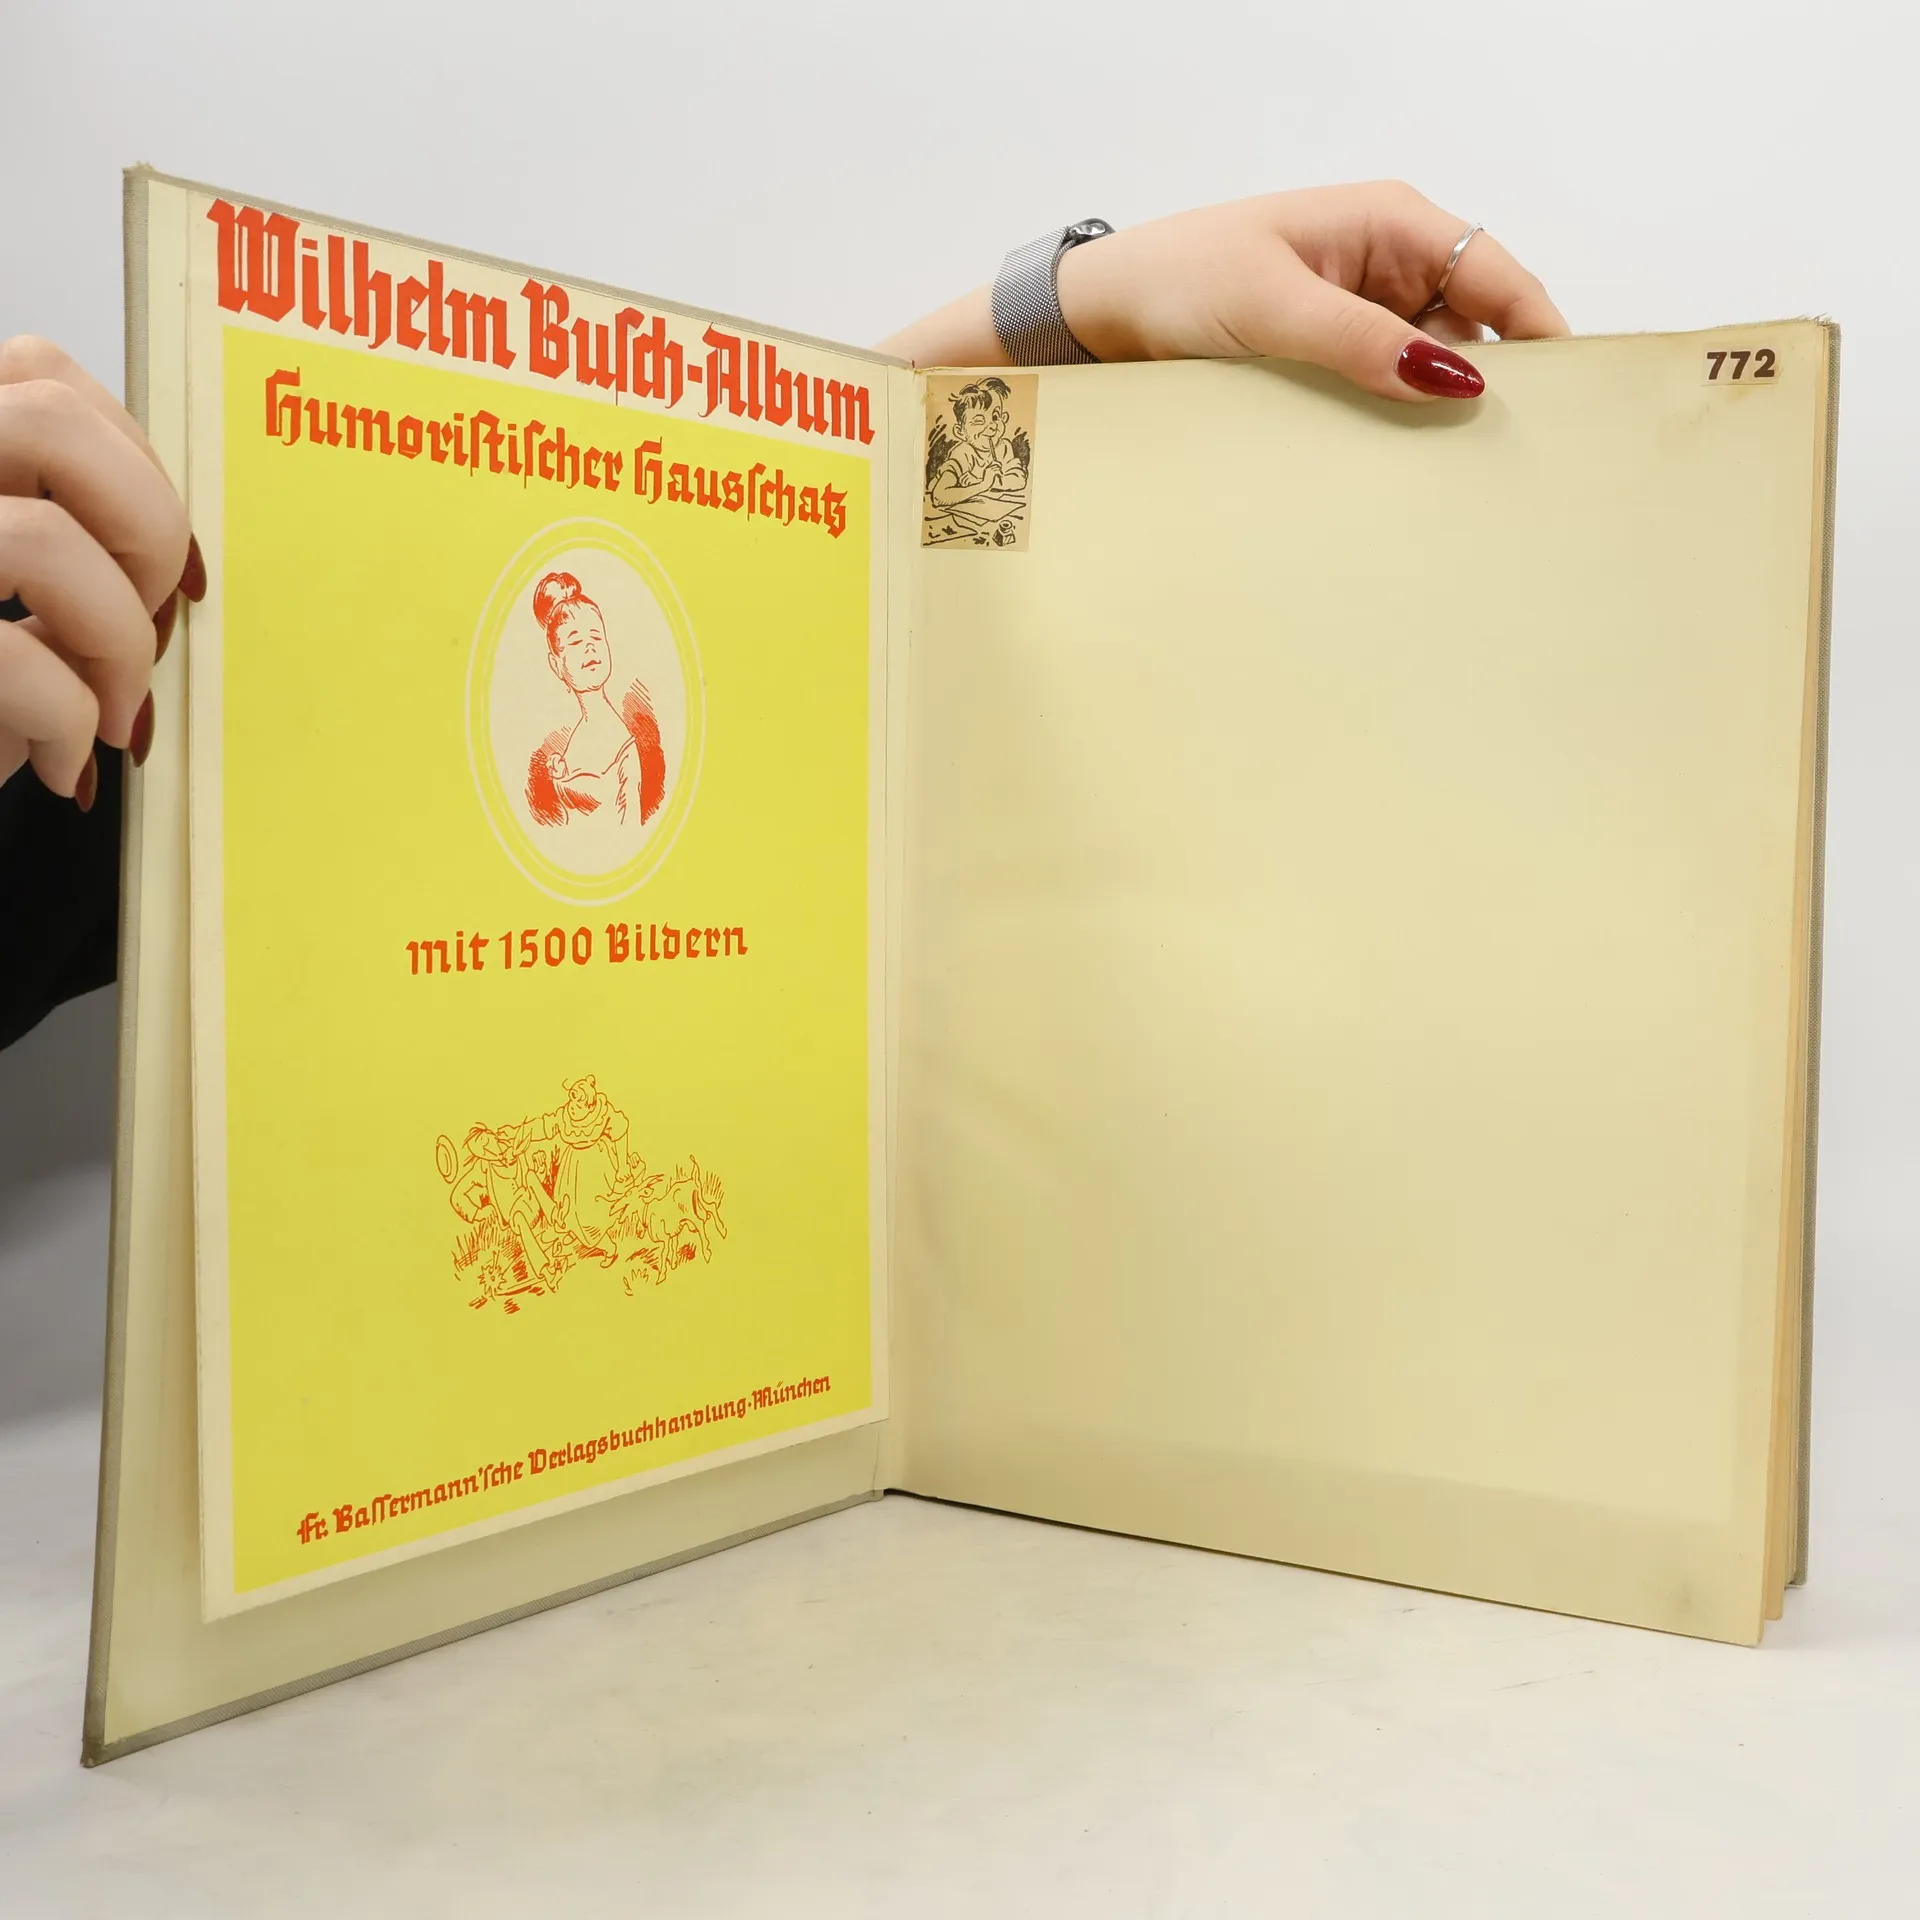 Wilhelm Buſch-Album
Humoriſtiſcher Hausſchatz
mit 1500 Bildern
Fr. Baſſermann'ſche Verlagsbuchhandlung·München
772